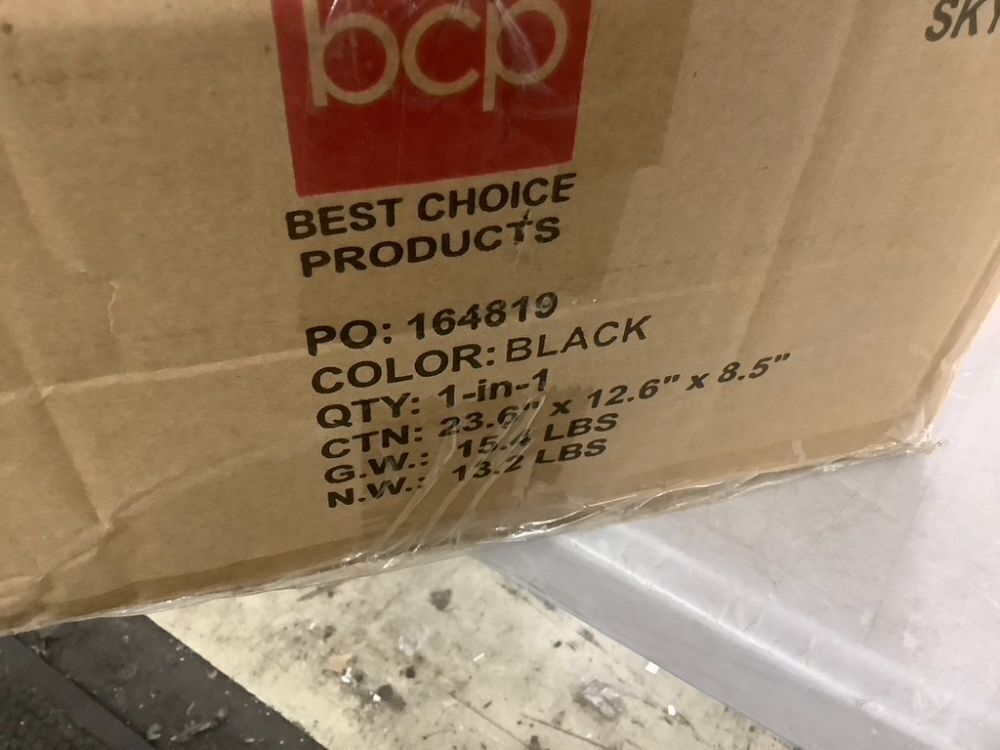 bcp
BEST CHOICE
PRODUCTS
PO: 164819
COLOR: BLACK
QTY: 1-in-1
CTN: 23.6" x 12.6" x 8.5"
G.W.: 15.4 LBS
N.W.: 13.2 LBS